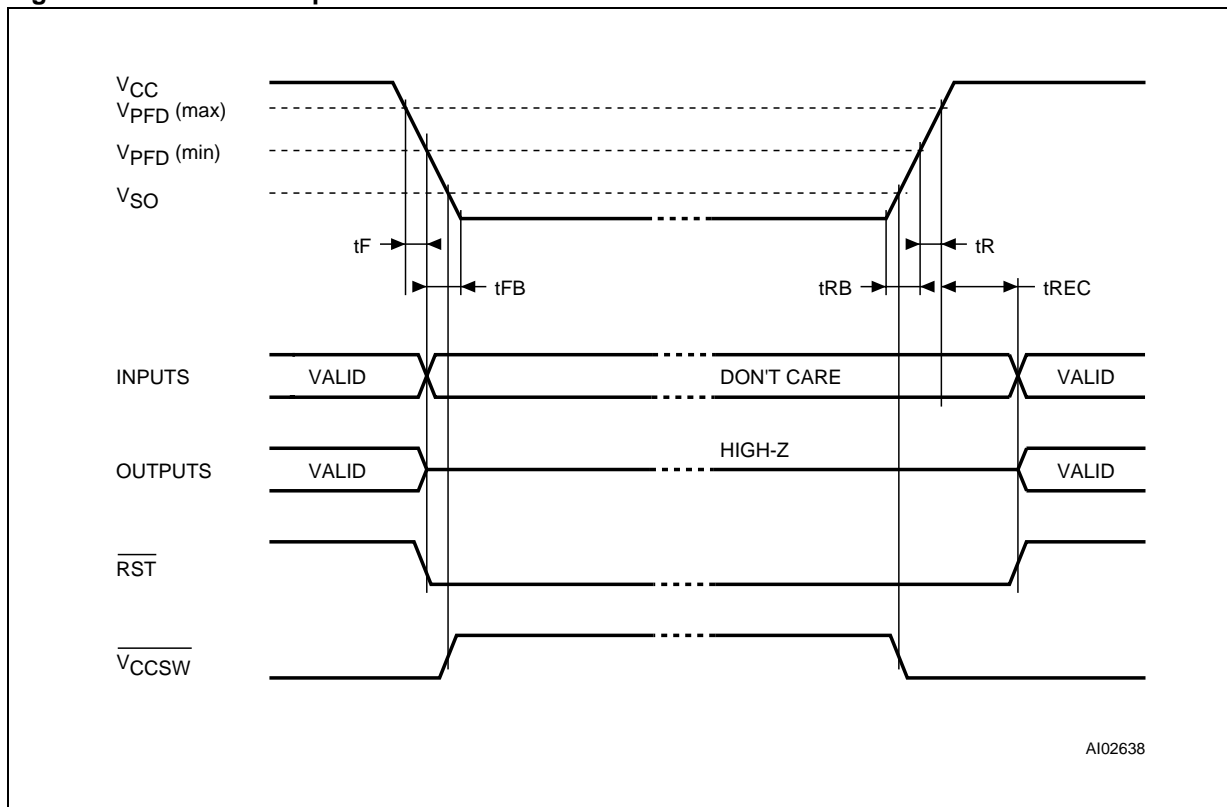 VCC
VPFD (max)
VPFD (min)
VSO
tF
tR
tFB
tRB
tREC
INPUTS
VALID
DON'T CARE
VALID
HIGH-Z
OUTPUTS
VALID
VALID
RST
VCCSW
AI02638